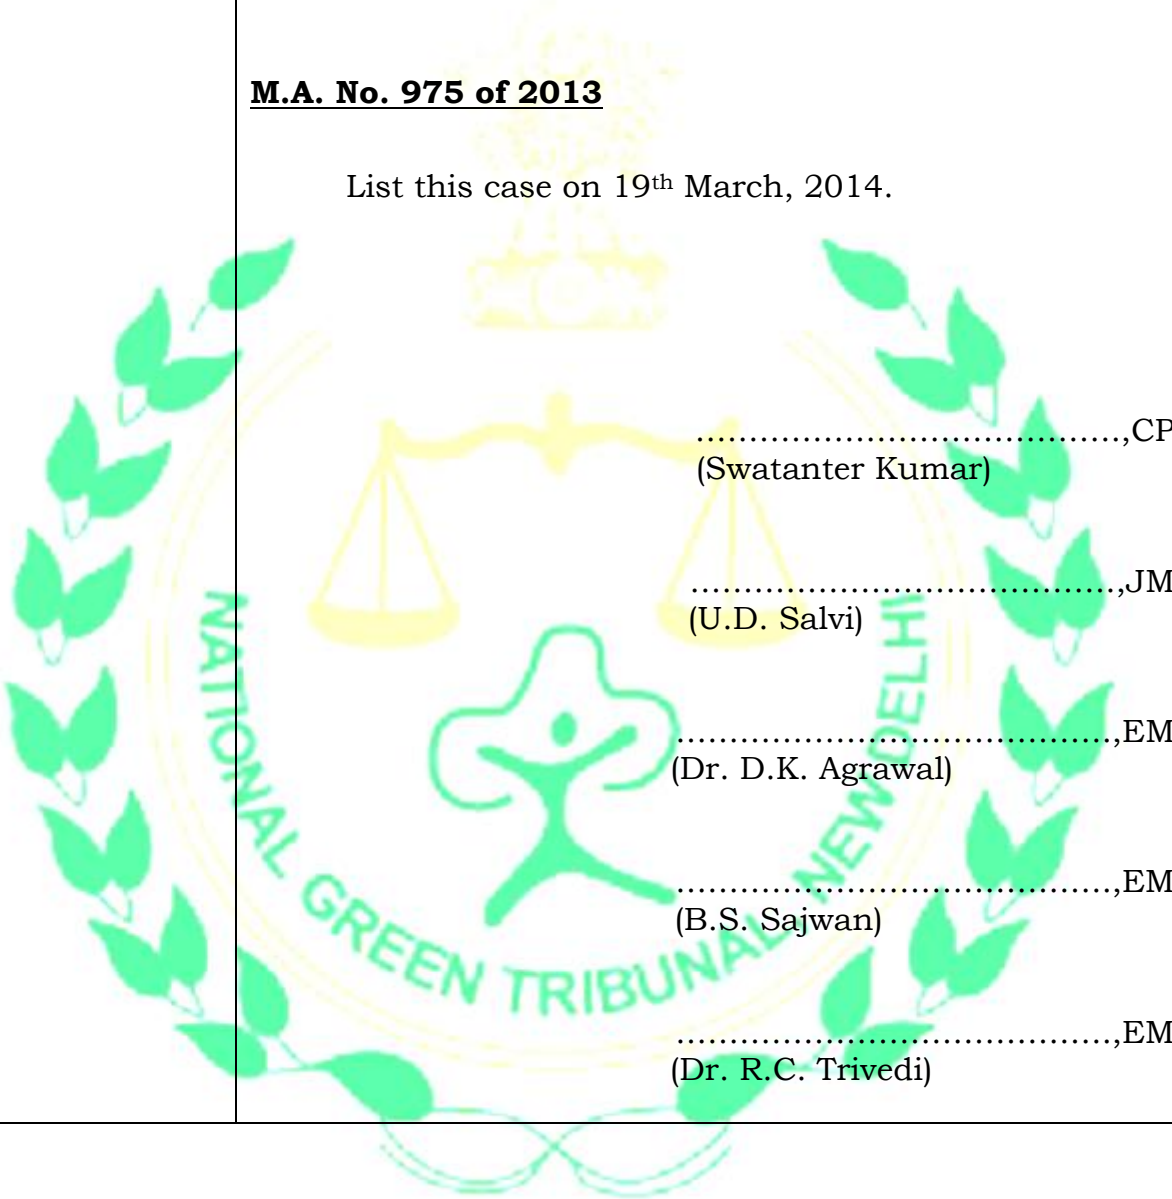 M.A. No. 975 of 2013
List this case on 19th March, 2014.
……………………………………,CP
(Swatanter Kumar)
……………………………………,JM
(U.D. Salvi)
……………………………………,EM
(Dr. D.K. Agrawal)
……………………………………,EM
(B.S. Sajwan)
……………………………………,EM
(Dr. R.C. Trivedi)
NATIONAL GREEN TRIBUNAL, NEW DELHI